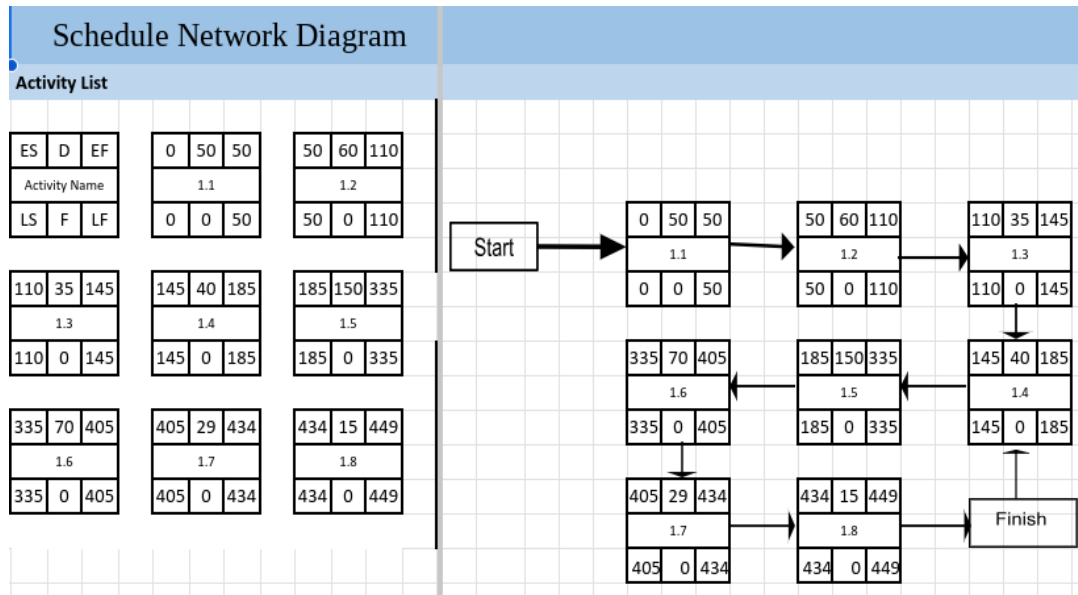 Schedule Network Diagram
Activity List
ES D EF
Activity Name
LS F LF
0 50 50
1.1
0 0 50
50 60 110
1.2
50 0 110
110 35 145
1.3
110 0 145
145 40 185
1.4
145 0 185
185 150 335
1.5
185 0 335
335 70 405
1.6
335 0 405
405 29 434
1.7
405 0 434
434 15 449
1.8
434 0 449
Start
0 50 50
1.1
0 0 50
50 60 110
1.2
50 0 110
110 35 145
1.3
110 0 145
335 70 405
1.6
335 0 405
185 150 335
1.5
185 0 335
145 40 185
1.4
145 0 185
405 29 434
1.7
405 0 434
434 15 449
1.8
434 0 449
Finish